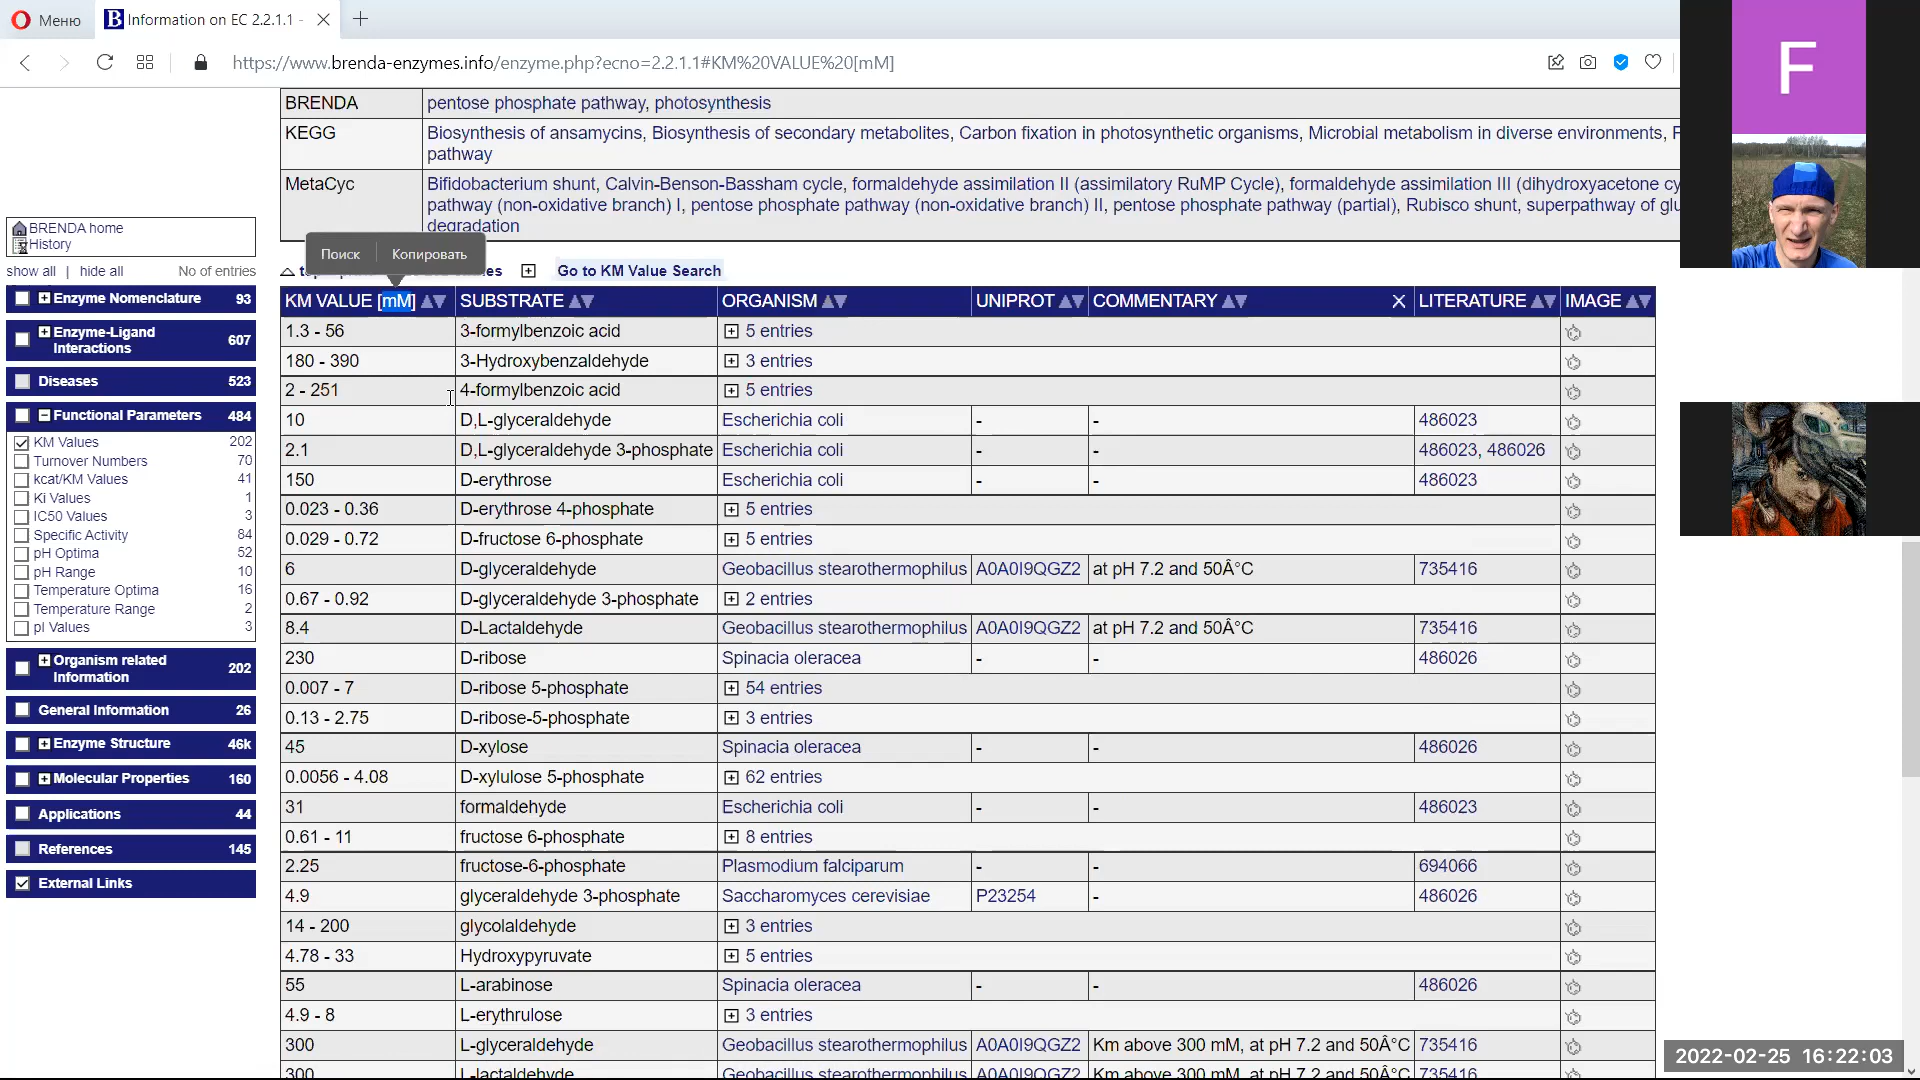 Меню
Information on EC 2.2.1.1 -
https://www.brenda-enzymes.info/enzyme.php?ecno=2.2.1.1#KM%20VALUE%20[mM]
F
BRENDA pentose phosphate pathway, photosynthesis
KEGG Biosynthesis of ansamycins, Biosynthesis of secondary metabolites, Carbon fixation in photosynthetic organisms, Microbial metabolism in diverse environments,
pathway
MetaCyc Bifidobacterium shunt, Calvin-Benson-Bassham cycle, formaldehyde assimilation II (assimilatory RuMP Cycle), formaldehyde assimilation III (dihydroxyacetone cy
pathway (non-oxidative branch) I, pentose phosphate pathway (non-oxidative branch) II, pentose phosphate pathway (partial), Rubisco shunt, superpathway of glu
degradation
Поиск Копировать
Go to KM Value Search
BRENDA home
History
show all | hide all No of entries
Enzyme Nomenclature 93
Enzyme-Ligand
Interactions 607
Diseases 523
Functional Parameters 484
KM Values 202
Turnover Numbers 70
kcat/KM Values 41
Ki Values 1
IC50 Values 3
Specific Activity 84
pH Optima 52
pH Range 10
Temperature Optima 16
Temperature Range 2
pI Values 3
Organism related
Information 202
General Information 26
Enzyme Structure 46k
Molecular Properties 160
Applications 44
References 145
External Links
KM VALUE [mM] SUBSTRATE ORGANISM UNIPROT COMMENTARY LITERATURE IMAGE
1.3 - 56 3-formylbenzoic acid 5 entries
180 - 390 3-Hydroxybenzaldehyde 3 entries
2 - 251 4-formylbenzoic acid 5 entries
10 D,L-glyceraldehyde Escherichia coli - - 486023
2.1 D,L-glyceraldehyde 3-phosphate Escherichia coli - - 486023, 486026
150 D-erythrose Escherichia coli - - 486023
0.023 - 0.36 D-erythrose 4-phosphate 5 entries
0.029 - 0.72 D-fructose 6-phosphate 5 entries
6 D-glyceraldehyde Geobacillus stearothermophilus A0A0I9QGZ2 at pH 7.2 and 50Â°C 735416
0.67 - 0.92 D-glyceraldehyde 3-phosphate 2 entries
8.4 D-Lactaldehyde Geobacillus stearothermophilus A0A0I9QGZ2 at pH 7.2 and 50Â°C 735416
230 D-ribose Spinacia oleracea - - 486026
0.007 - 7 D-ribose 5-phosphate 54 entries
0.13 - 2.75 D-ribose-5-phosphate 3 entries
45 D-xylose Spinacia oleracea - - 486026
0.0056 - 4.08 D-xylulose 5-phosphate 62 entries
31 formaldehyde Escherichia coli - - 486023
0.61 - 11 fructose 6-phosphate 8 entries
2.25 fructose-6-phosphate Plasmodium falciparum - - 694066
4.9 glyceraldehyde 3-phosphate Saccharomyces cerevisiae P23254 - 486026
14 - 200 glycolaldehyde 3 entries
4.78 - 33 Hydroxypyruvate 5 entries
55 L-arabinose Spinacia oleracea - - 486026
4.9 - 8 L-erythrulose 3 entries
300 L-glyceraldehyde Geobacillus stearothermophilus A0A0I9QGZ2 Km above 300 mM, at pH 7.2 and 50Â°C 735416
300 L-lactaldehyde Geobacillus stearothermophilus A0A0I9QGZ2 Km above 300 mM, at pH 7.2 and 50Â°C 735416
2022-02-25 16:22:03